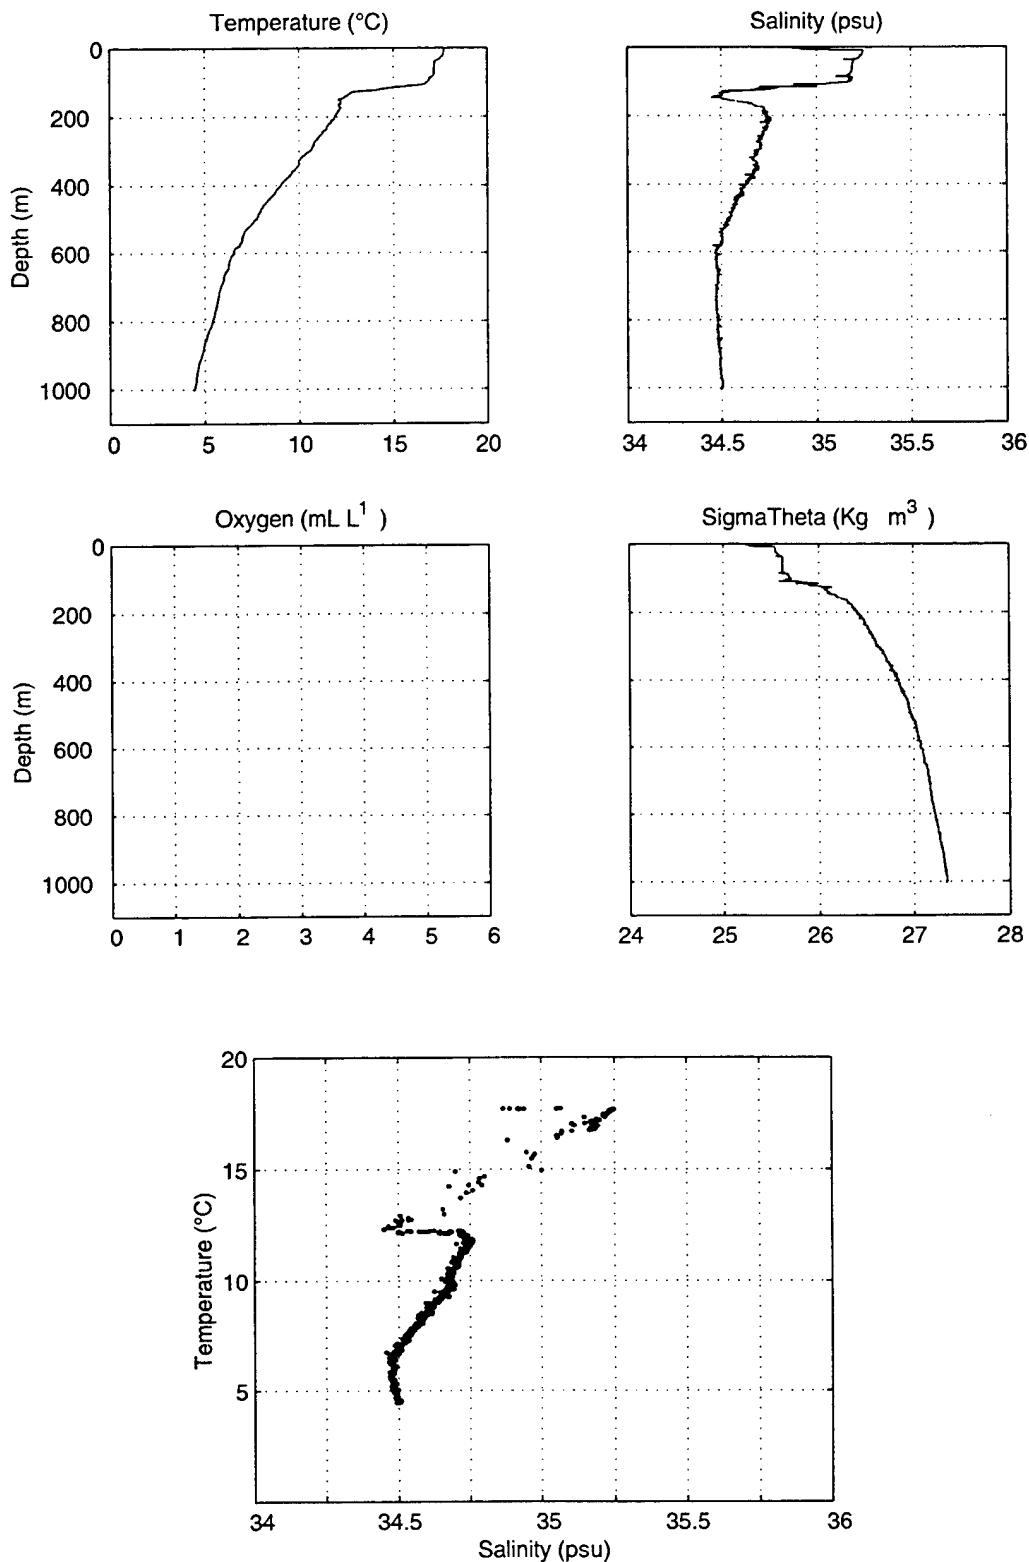 Temperature (°C)
Salinity (psu)
0
200
400
600
800
1000
Depth (m)
0 5 10 15 20
34 34.5 35 35.5 36
Oxygen (mL L1 )
SigmaTheta (Kg m3 )
0
200
400
600
800
1000
Depth (m)
0 1 2 3 4 5 6
24 25 26 27 28
20
15
10
5
Temperature (°C)
34 34.5 35 35.5 36
Salinity (psu)